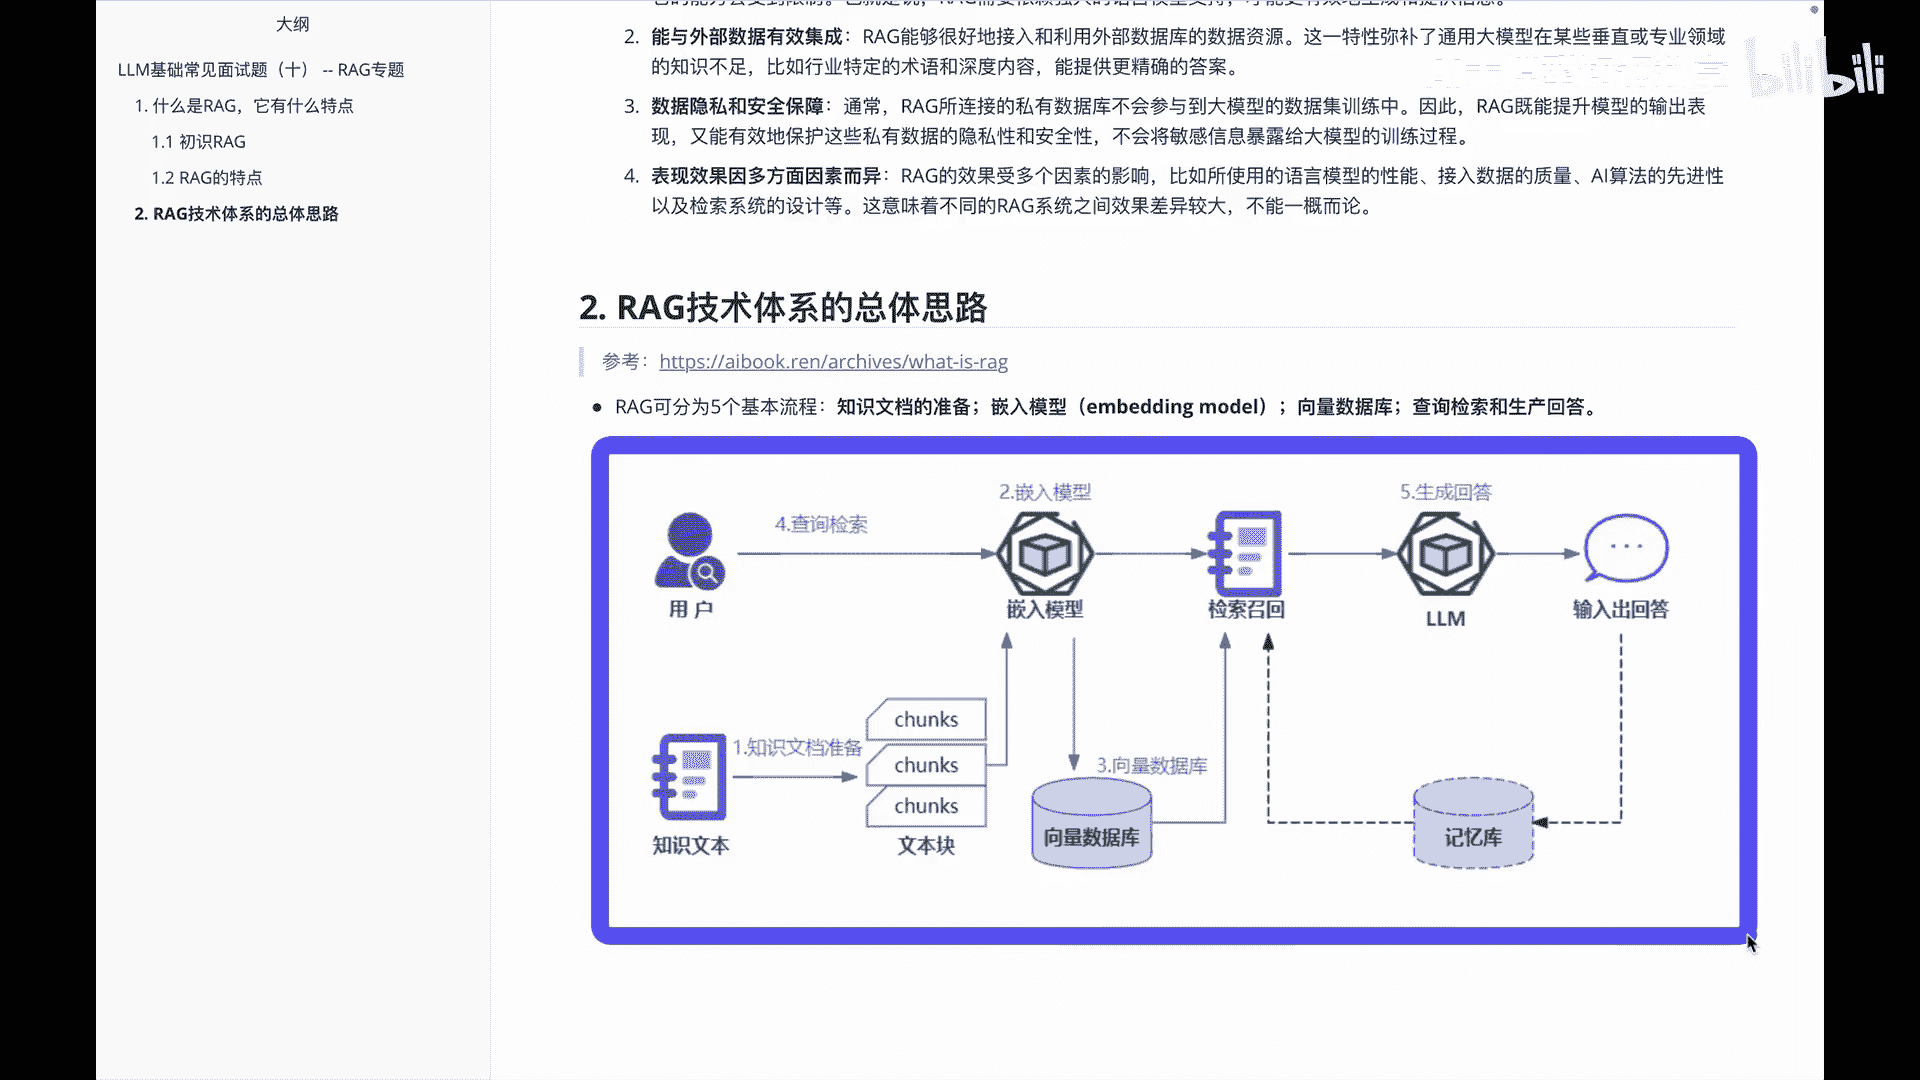 大纲
LLM基础常见面试题（十） -- RAG专题
1. 什么是RAG，它有什么特点
1.1 初识RAG
1.2 RAG的特点
2. RAG技术体系的总体思路
2. 能与外部数据有效集成：RAG能够很好地接入和利用外部数据库的数据资源。这一特性弥补了通用大模型在某些垂直或专业领域
的知识不足，比如行业特定的术语和深度内容，能提供更精确的答案。
3. 数据隐私和安全保障：通常，RAG所连接的私有数据库不会参与到大模型的数据集训练中。因此，RAG既能提升模型的输出表
现，又能有效地保护这些私有数据的隐私性和安全性，不会将敏感信息暴露给大模型的训练过程。
4. 表现效果因多方面因素而异：RAG的效果受多个因素的影响，比如所使用的语言模型的性能、接入数据的质量、AI算法的先进性
以及检索系统的设计等。这意味着不同的RAG系统之间效果差异较大，不能一概而论。
bilibili
2. RAG技术体系的总体思路
参考：https://aibook.ren/archives/what-is-rag
● RAG可分为5个基本流程：知识文档的准备；嵌入模型（embedding model）；向量数据库；查询检索和生产回答。
4.查询检索
2.嵌入模型
5.生成回答
用 户
嵌入模型
检索召回
LLM
输入出回答
1.知识文档准备
chunks
chunks
chunks
3.向量数据库
知识文本
文本块
向量数据库
记忆库